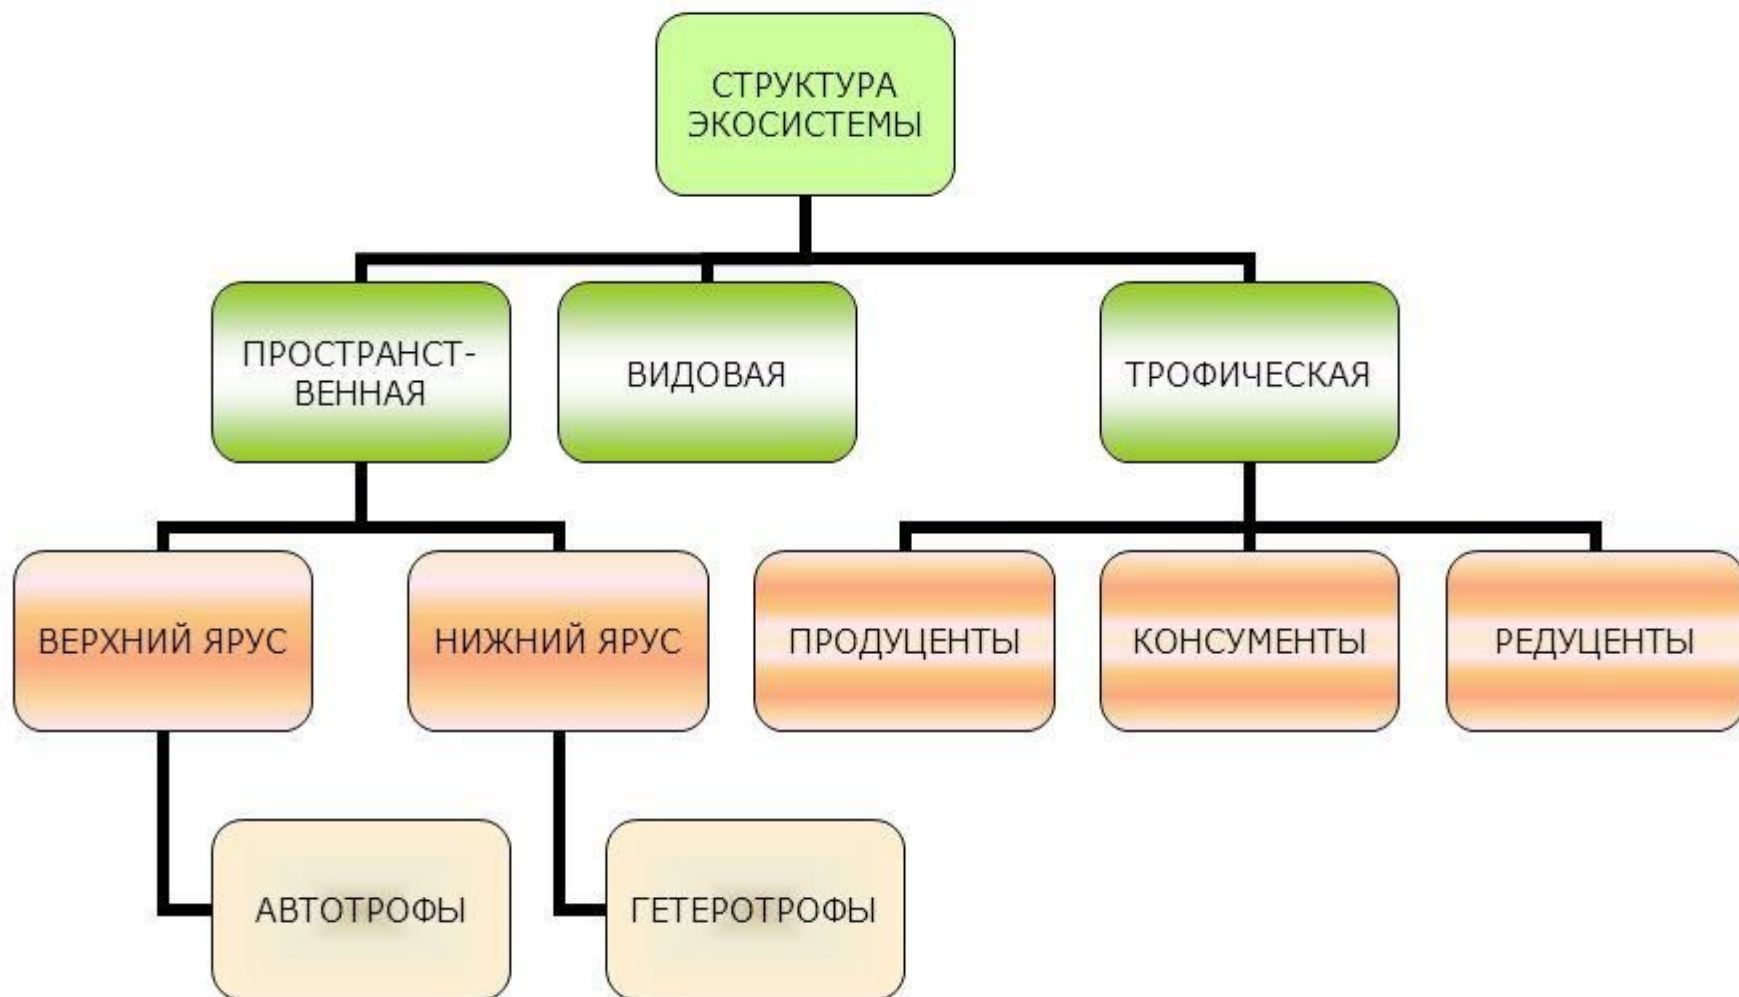 СТРУКТУРА
ЭКОСИСТЕМЫ
ПРОСТРАНСТ-
ВЕННАЯ
ВИДОВАЯ
ТРОФИЧЕСКАЯ
ВЕРХНИЙ ЯРУС
НИЖНИЙ ЯРУС
ПРОДУЦЕНТЫ
КОНСУМЕНТЫ
РЕДУЦЕНТЫ
АВТОТРОФЫ
ГЕТЕРОТРОФЫ